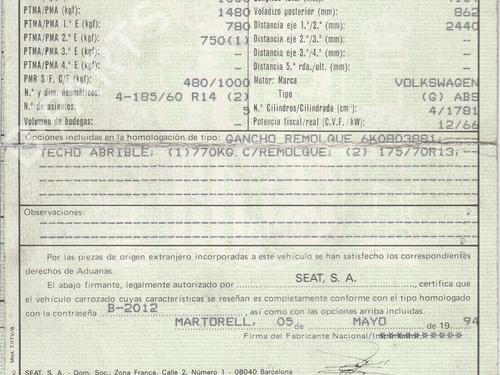 PTMA/PMA (kgf): 1480 Voladizo posterior (mm): 862
PTMA/PMA 1.º E (kgf): 780 Distancia eje 1.º/2.º (mm): 2440
PTMA/PMA 2.º E (kgf): 750(1) Distancia eje 2.º/3.º (mm): --
PTMA/PMA 3.º E (kgf): -- Distancia eje 3.º/4.º (mm): --
PTMA/PMA 4.º E (kgf): -- Distancia 5.ª rda./ult. (mm): --
PMR S/F, C/F (kgf) 480/1000 Motor: Marca VOLKSWAGEN
N.º y dim. neumáticos: 4-185/60 R14 (2) Tipo (G) ABS
N.º de asientos: 5 N.º Cilindros/Cilindrada (cm³): 4/1781
Volumen de bodegas: -- Potencia fiscal/real (C.V.F. / kW): 12/66
Opciones incluidas en la homologación de tipo: GANCHO REMOLQUE 6K0803881;
TECHO ABRIBLE; (1)770KG C/REMOLQUE; (2) 175/70R13;
Observaciones:
Por las piezas de origen extranjero incorporadas a este vehículo se han satisfecho los correspondientes
derechos de Aduanas.
El abajo firmante, legalmente autorizado por SEAT, S. A. , certifica que
el vehículo carrozado cuyas características se reseñan es completamente conforme con el tipo homologado
con la contraseña B-2012 , así como con las opciones arriba incluidas.
MARTORELL, 05 de MAYO de 19 94
Firma del Fabricante Nacional/
Mod. T/ITV/B
SEAT, S. A. - Dom. Soc. Zona Franca, Calle 2, Número 1 - 08040 Barcelona